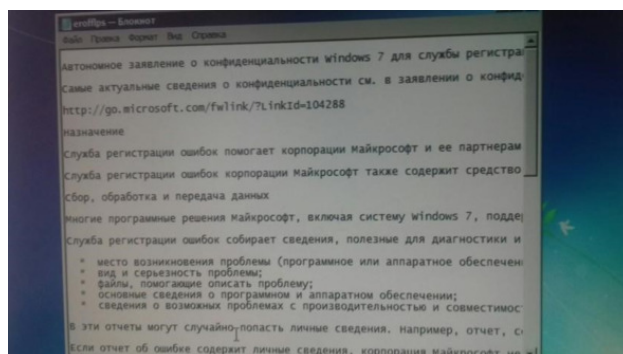 erofflps — Блокнот
Файл Правка Формат Вид Справка
Автономное заявление о конфиденциальности Windows 7 для службы регистра
Самые актуальные сведения о конфиденциальности см. в заявлении о конфид
http://go.microsoft.com/fwlink/?LinkId=104288
Назначение
Служба регистрации ошибок помогает корпорации Майкрософт и ее партнерам
Служба регистрации ошибок корпорации Майкрософт также содержит средство
Сбор, обработка и передача данных
Многие программные решения Майкрософт, включая систему Windows 7, поддер
Служба регистрации ошибок собирает сведения, полезные для диагностики и
* место возникновения проблемы (программное или аппаратное обеспечени
* вид и серьезность проблемы;
* файлы, помогающие описать проблему;
* основные сведения о программном и аппаратном обеспечении;
* сведения о возможных проблемах с производительностью и совместимос
В эти отчеты могут случайно попасть личные сведения. Например, отчет, со
Если отчет об ошибке содержит личные сведения, корпорация Майкрософт не